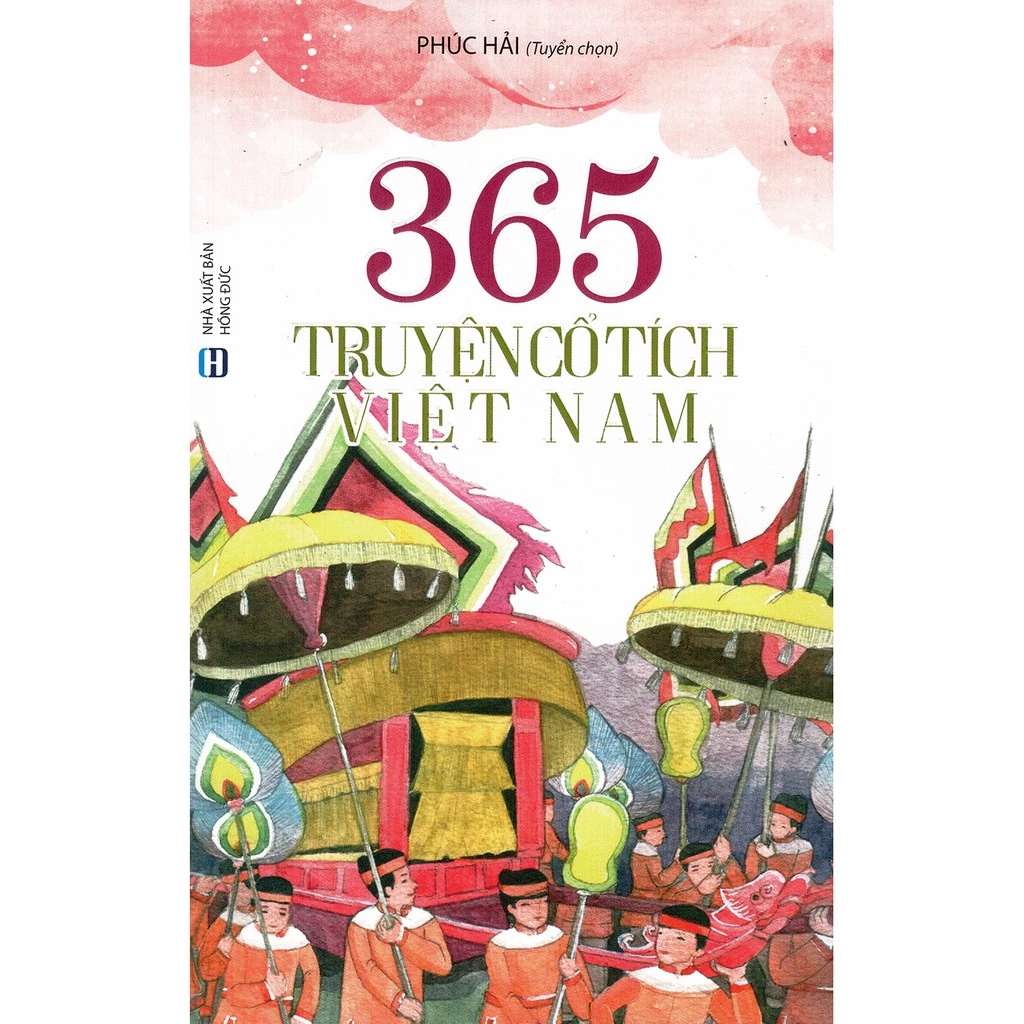 PHÚC HẢI (Tuyển chọn)
365
TRUYỆN CỔ TÍCH
VIỆT NAM
NHÀ XUẤT BẢN
HỒNG ĐỨC
H